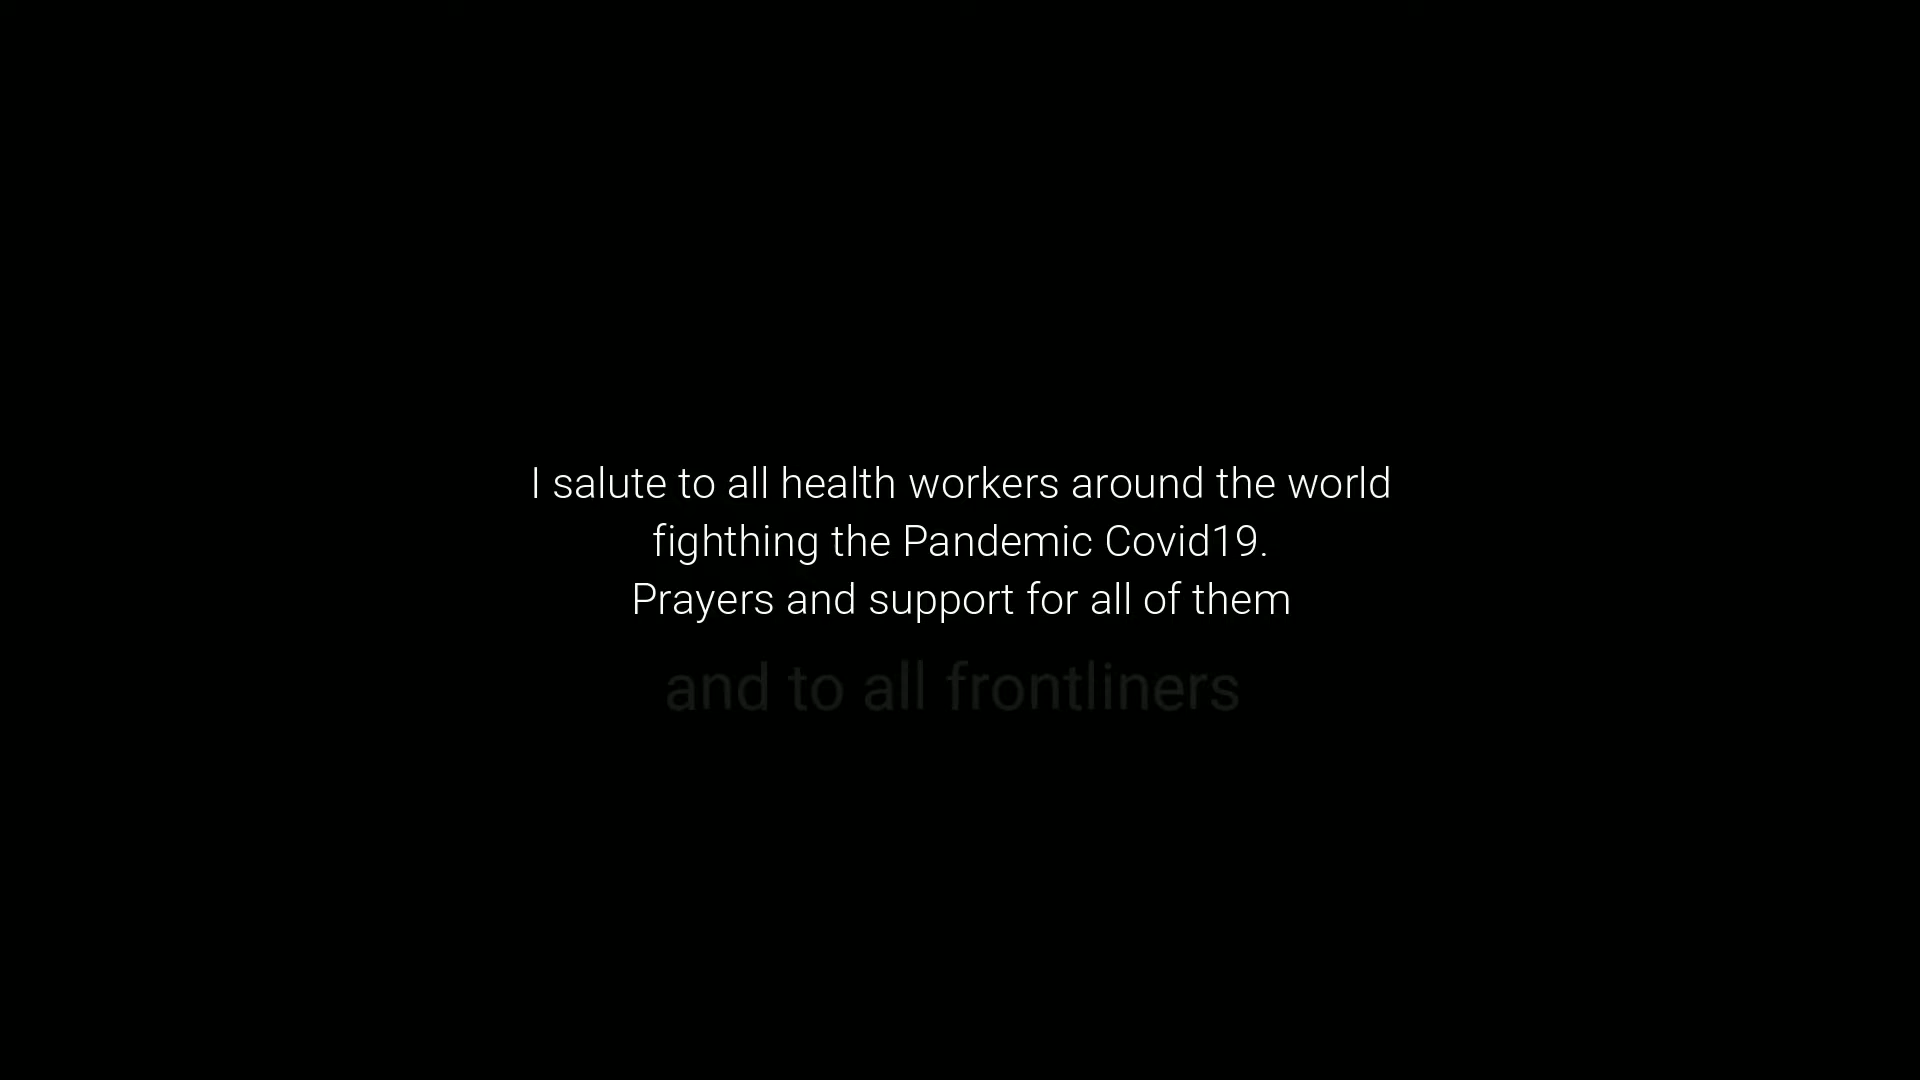 I salute to all health workers around the world
fighthing the Pandemic Covid19.
Prayers and support for all of them
and to all frontliners